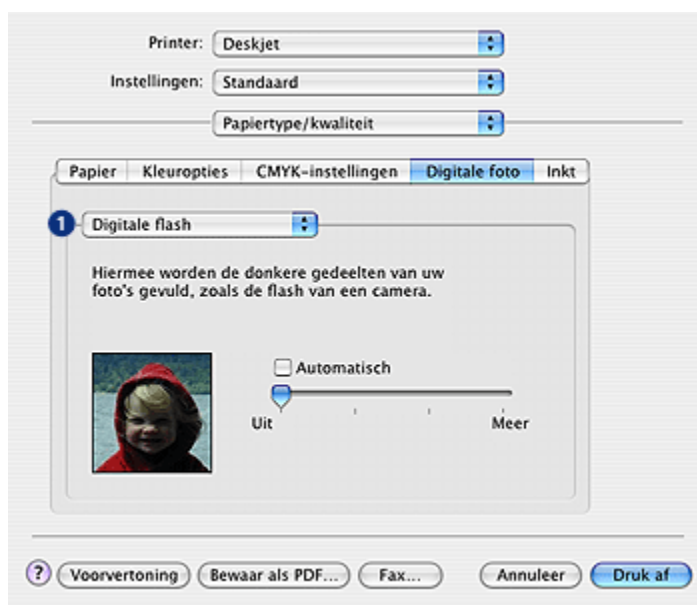 Printer: Deskjet
Instellingen: Standaard
Papiertype/kwaliteit
Papier Kleuropties CMYK-instellingen Digitale foto Inkt
1 Digitale flash
Hiermee worden de donkere gedeelten van uw
foto's gevuld, zoals de flash van een camera.
Automatisch
Uit Meer
? Voorvertoning Bewaar als PDF... Fax... Annuleer Druk af